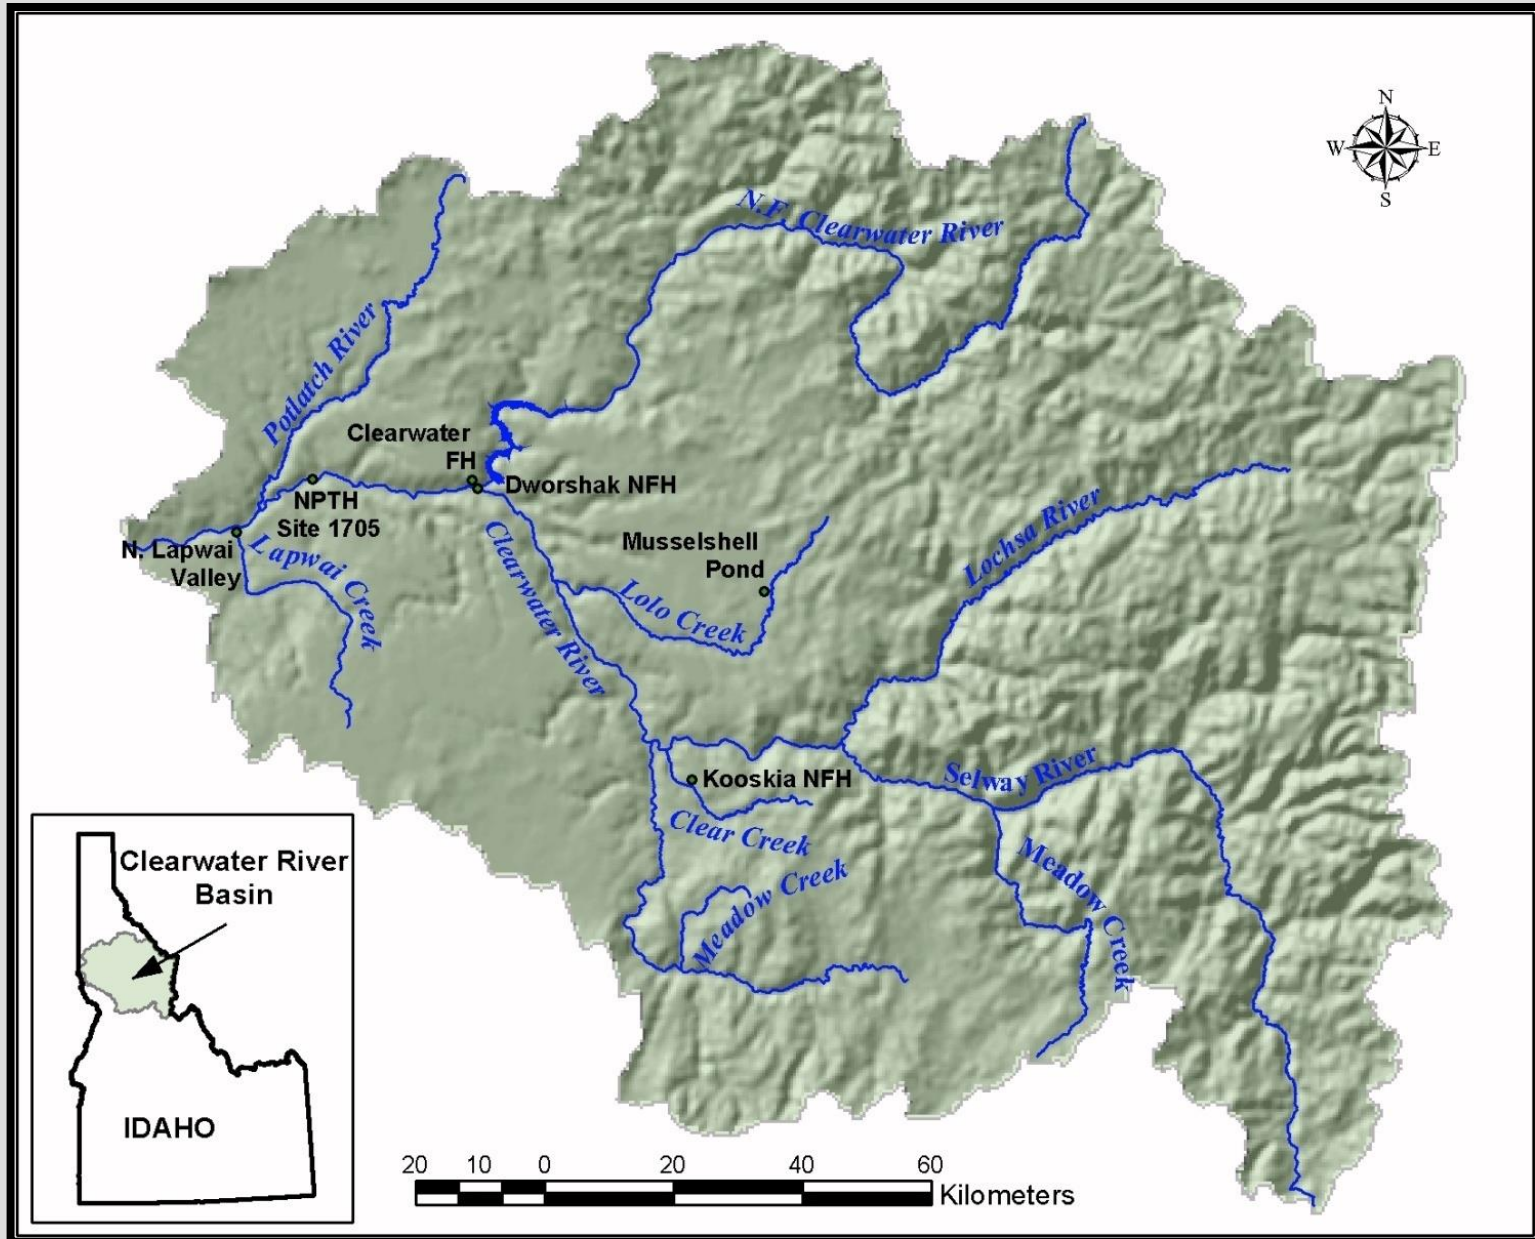 N
W E
S
N.F. Clearwater River
Potlatch River
Clearwater
FH
Dworshak NFH
NPTH
Site 1705
N. Lapwai
Valley
Lapwai Creek
Clearwater River
Musselshell
Pond
Lolo Creek
Lochsa River
Selway River
Kooskia NFH
Clear Creek
Meadow Creek
Meadow Creek
Clearwater River
Basin
IDAHO
20 10 0 20 40 60
Kilometers